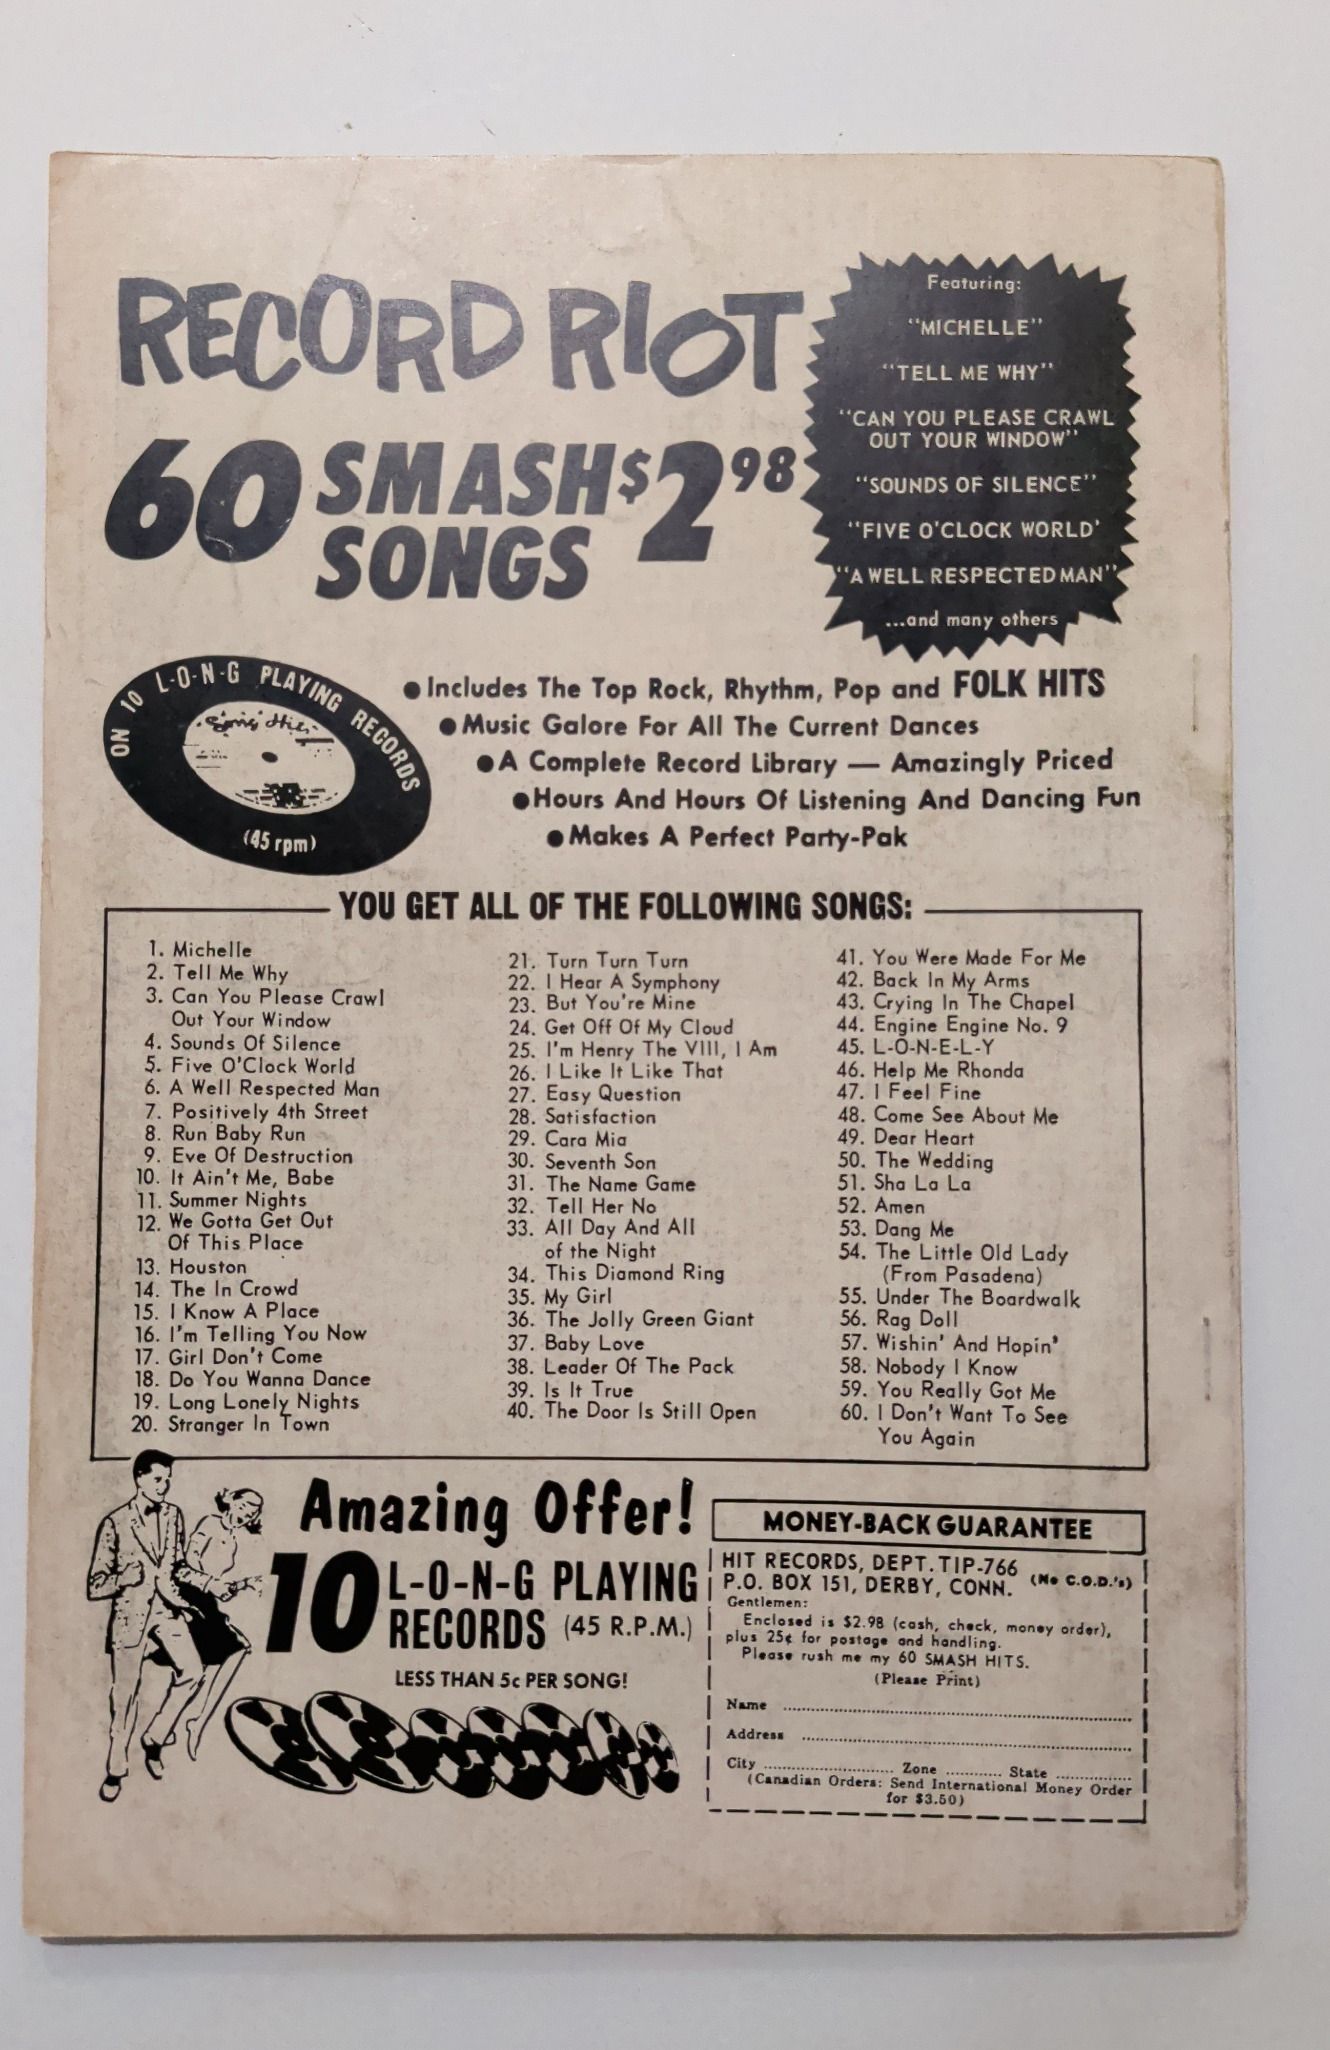 RECORD RIOT
60 SMASH SONGS $2.98
Featuring:
"MICHELLE"
"TELL ME WHY"
"CAN YOU PLEASE CRAWL
OUT YOUR WINDOW"
"SOUNDS OF SILENCE"
"FIVE O'CLOCK WORLD'
"A WELL RESPECTED MAN"
...and many others
ON 10 L-O-N-G PLAYING RECORDS
Song Hits
(45 rpm)
● Includes The Top Rock, Rhythm, Pop and FOLK HITS
● Music Galore For All The Current Dances
● A Complete Record Library — Amazingly Priced
● Hours And Hours Of Listening And Dancing Fun
● Makes A Perfect Party-Pak
YOU GET ALL OF THE FOLLOWING SONGS:
1. Michelle
2. Tell Me Why
3. Can You Please Crawl
Out Your Window
4. Sounds Of Silence
5. Five O'Clock World
6. A Well Respected Man
7. Positively 4th Street
8. Run Baby Run
9. Eve Of Destruction
10. It Ain't Me, Babe
11. Summer Nights
12. We Gotta Get Out
Of This Place
13. Houston
14. The In Crowd
15. I Know A Place
16. I'm Telling You Now
17. Girl Don't Come
18. Do You Wanna Dance
19. Long Lonely Nights
20. Stranger In Town
21. Turn Turn Turn
22. I Hear A Symphony
23. But You're Mine
24. Get Off Of My Cloud
25. I'm Henry The VIII, I Am
26. I Like It Like That
27. Easy Question
28. Satisfaction
29. Cara Mia
30. Seventh Son
31. The Name Game
32. Tell Her No
33. All Day And All
of the Night
34. This Diamond Ring
35. My Girl
36. The Jolly Green Giant
37. Baby Love
38. Leader Of The Pack
39. Is It True
40. The Door Is Still Open
41. You Were Made For Me
42. Back In My Arms
43. Crying In The Chapel
44. Engine Engine No. 9
45. L-O-N-E-L-Y
46. Help Me Rhonda
47. I Feel Fine
48. Come See About Me
49. Dear Heart
50. The Wedding
51. Sha La La
52. Amen
53. Dang Me
54. The Little Old Lady
(From Pasadena)
55. Under The Boardwalk
56. Rag Doll
57. Wishin' And Hopin'
58. Nobody I Know
59. You Really Got Me
60. I Don't Want To See
You Again
Amazing Offer!
10 L-O-N-G PLAYING
RECORDS (45 R.P.M.)
LESS THAN 5c PER SONG!
MONEY-BACK GUARANTEE
HIT RECORDS, DEPT. TIP-766
P.O. BOX 151, DERBY, CONN. (No C.O.D.'s)
Gentlemen:
Enclosed is $2.98 (cash, check, money order),
plus 25¢ for postage and handling.
Please rush me my 60 SMASH HITS.
(Please Print)
Name
Address
City Zone State
(Canadian Orders: Send International Money Order
for $3.50)